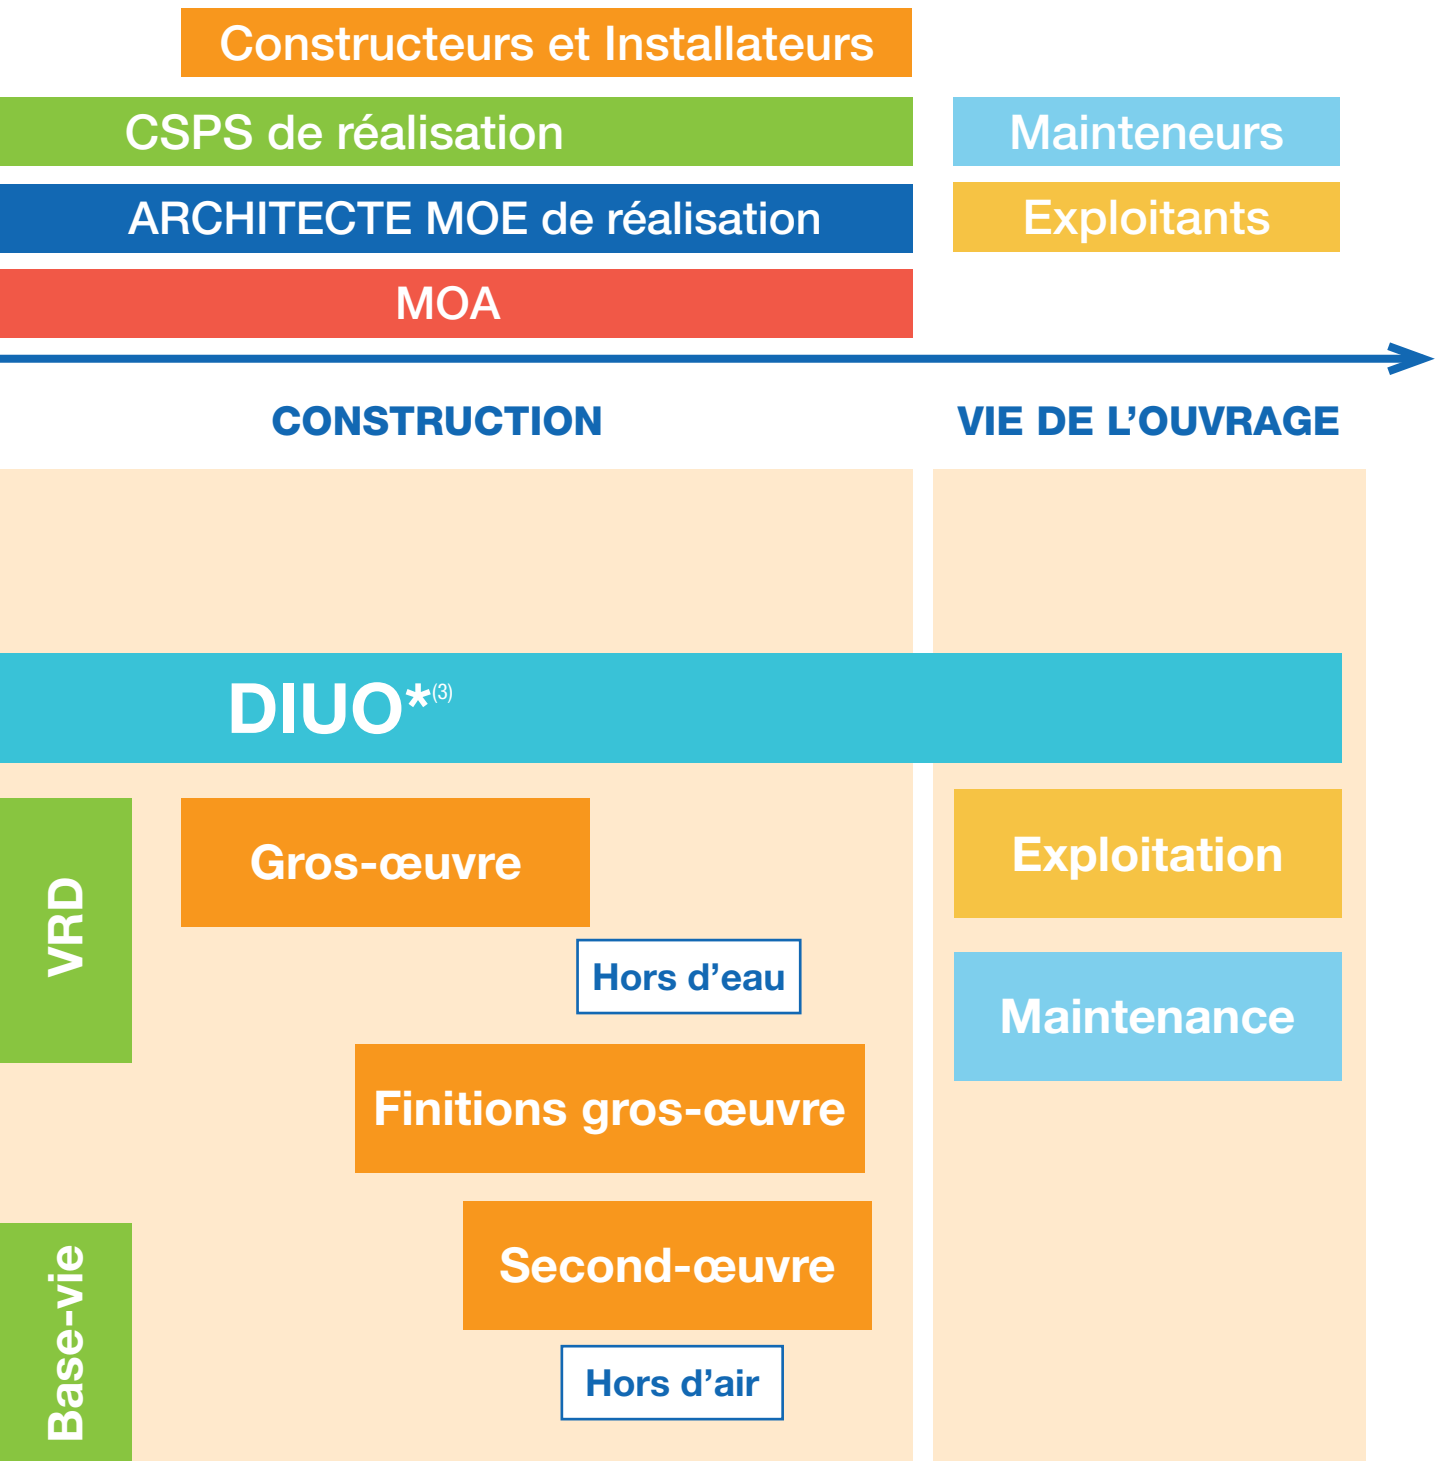 Constructeurs et Installateurs
CSPS de réalisation
Mainteneurs
ARCHITECTE MOE de réalisation
Exploitants
MOA
CONSTRUCTION
VIE DE L’OUVRAGE
DIUO*(3)
VRD
Gros-œuvre
Exploitation
Hors d’eau
Maintenance
Finitions gros-œuvre
Base-vie
Second-œuvre
Hors d’air